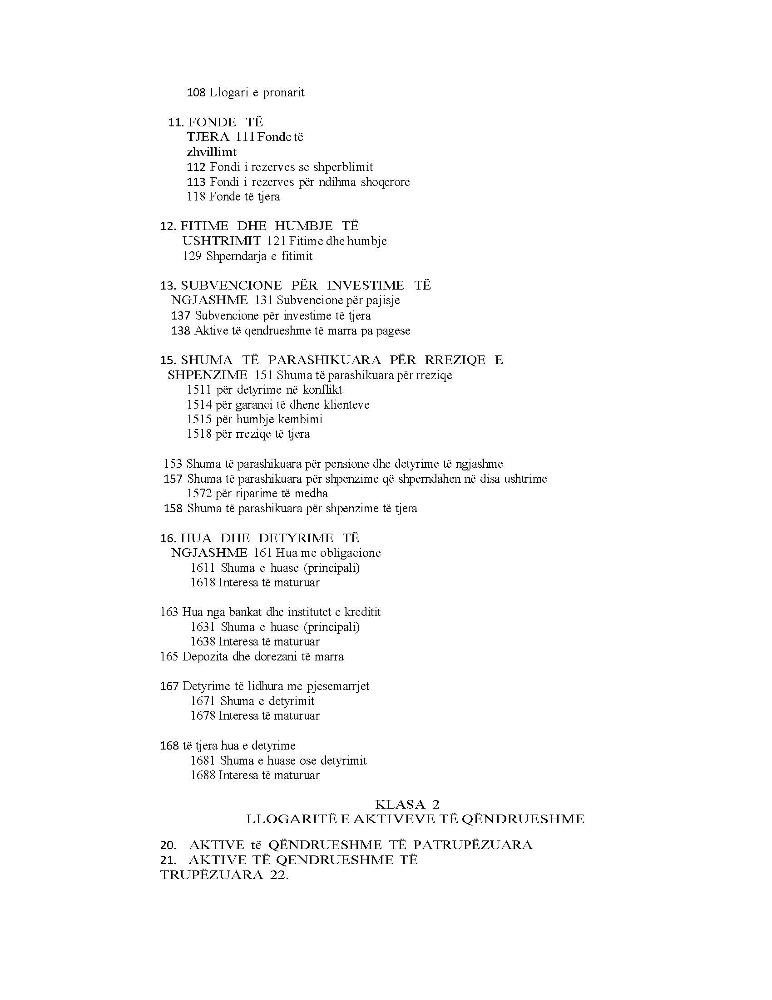 108 Llogari e pronarit
11. FONDE TË
TJERA 111 Fonde të
zhvillimt
112 Fondi i rezerves se shperblimit
113 Fondi i rezerves për ndihma shoqerore
118 Fonde të tjera
12. FITIME DHE HUMBJE TË
USHTRIMIT 121 Fitime dhe humbje
129 Shperndarja e fitimit
13. SUBVENCIONE PËR INVESTIME TË
NGJASHME 131 Subvencione për pajisje
137 Subvencione për investime të tjera
138 Aktive të qendrueshme të marra pa pagese
15. SHUMA TË PARASHIKUARA PËR RREZIQE E
SHPENZIME 151 Shuma të parashikuara për rreziqe
1511 për detyrime në konflikt
1514 për garanci të dhene klienteve
1515 për humbje kembimi
1518 për rreziqe të tjera
153 Shuma të parashikuara për pensione dhe detyrime të ngjashme
157 Shuma të parashikuara për shpenzime që shperndahen në disa ushtrime
1572 për riparime të medha
158 Shuma të parashikuara për shpenzime të tjera
16. HUA DHE DETYRIME TË
NGJASHME 161 Hua me obligacione
1611 Shuma e huase (principali)
1618 Interesa të maturuar
163 Hua nga bankat dhe institutet e kreditit
1631 Shuma e huase (principali)
1638 Interesa të maturuar
165 Depozita dhe dorezani të marra
167 Detyrime të lidhura me pjesemarrjet
1671 Shuma e detyrimit
1678 Interesa të maturuar
168 të tjera hua e detyrime
1681 Shuma e huase ose detyrimit
1688 Interesa të maturuar
KLASA 2
LLOGARITË E AKTIVEVE TË QËNDRUESHME
20. AKTIVE të QËNDRUESHME TË PATRUPËZUARA
21. AKTIVE TË QENDRUESHME TË
TRUPËZUARA 22.